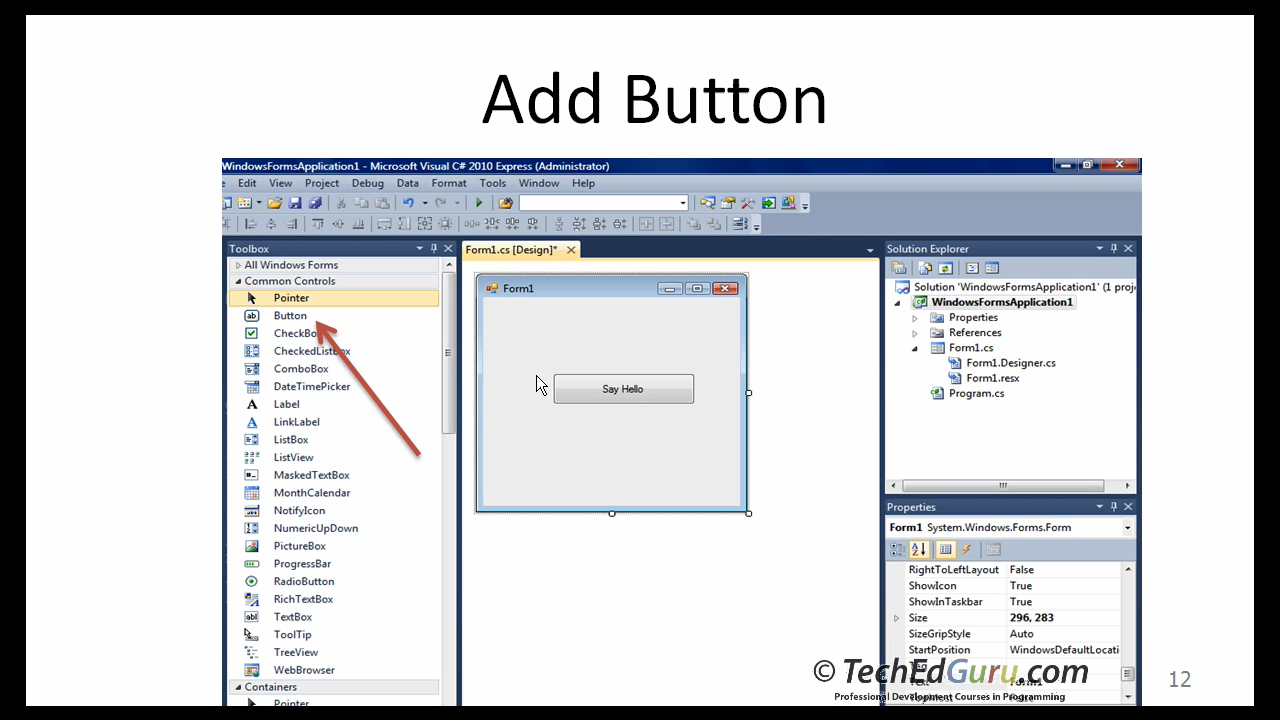 Add Button
WindowsFormsApplication1 - Microsoft Visual C# 2010 Express (Administrator)
Edit View Project Debug Data Format Tools Window Help
Toolbox
All Windows Forms
Common Controls
Pointer
Button
CheckBox
CheckedListBox
ComboBox
DateTimePicker
Label
LinkLabel
ListBox
ListView
MaskedTextBox
MonthCalendar
NotifyIcon
NumericUpDown
PictureBox
ProgressBar
RadioButton
RichTextBox
TextBox
ToolTip
TreeView
WebBrowser
Containers
Pointer
Form1.cs [Design]*
Form1
Say Hello
Solution Explorer
Solution 'WindowsFormsApplication1' (1 proj
WindowsFormsApplication1
Properties
References
Form1.cs
Form1.Designer.cs
Form1.resx
Program.cs
Properties
Form1 System.Windows.Forms.Form
RightToLeftLayout False
ShowIcon True
ShowInTaskbar True
Size 296, 283
SizeGripStyle Auto
StartPosition WindowsDefaultLocati
© TechEdGuru.com
Professional Development Courses in Programming
12